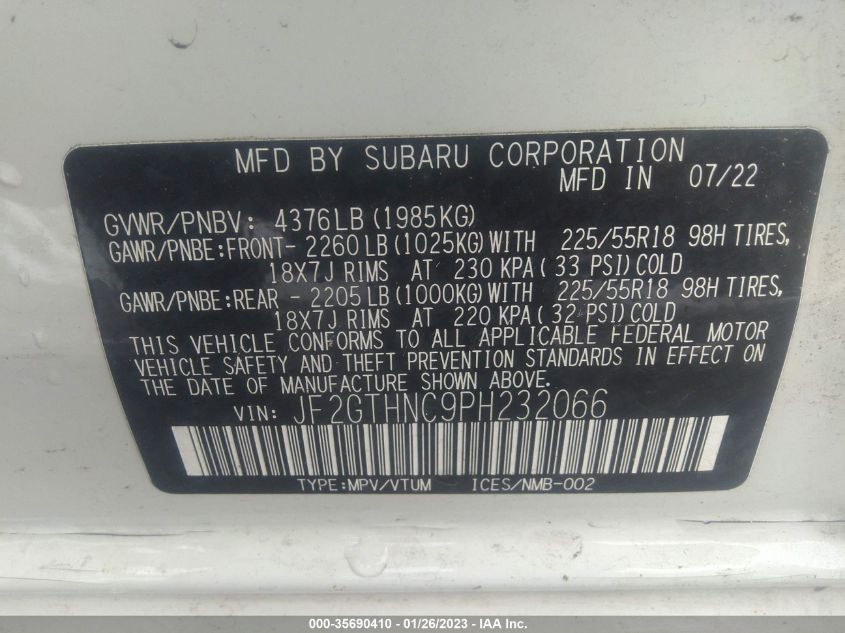 MFD BY SUBARU CORPORATION
MFD IN 07/22
GVWR/PNBV: 4376LB (1985KG)
GAWR/PNBE:FRONT- 2260LB (1025KG) WITH 225/55R18 98H TIRES,
18X7J RIMS AT 230 KPA( 33 PSI) COLD
GAWR/PNBE:REAR - 2205LB (1000KG) WITH 225/55R18 98H TIRES,
18X7J RIMS AT 220 KPA( 32 PSI) COLD
THIS VEHICLE CONFORMS TO ALL APPLICABLE FEDERAL MOTOR
VEHICLE SAFETY AND THEFT PREVENTION STANDARDS IN EFFECT ON
THE DATE OF MANUFACTURE SHOWN ABOVE.
VIN: JF2GTHNC9PH232066
TYPE:MPV/VTUM ICES/NMB-002
000-35690410 - 01/26/2023 - IAA Inc.